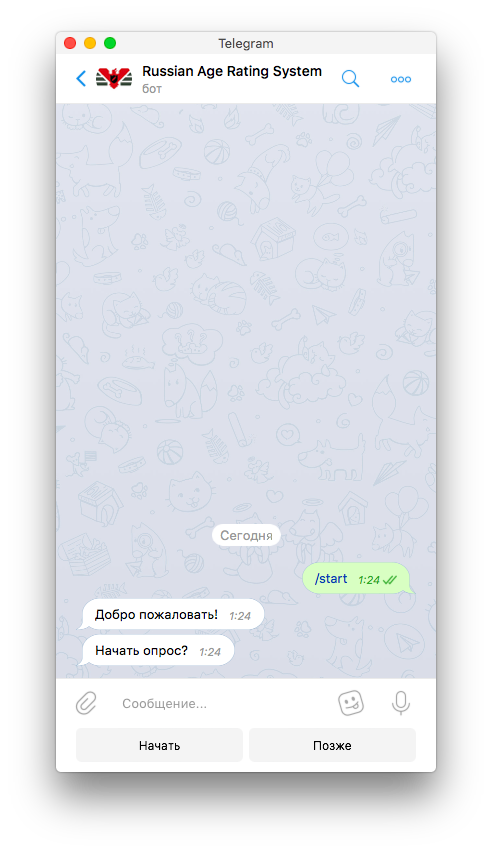 Telegram
Russian Age Rating System
бот
Сегодня
/start 1:24
Добро пожаловать! 1:24
Начать опрос? 1:24
Сообщение...
Начать
Позже